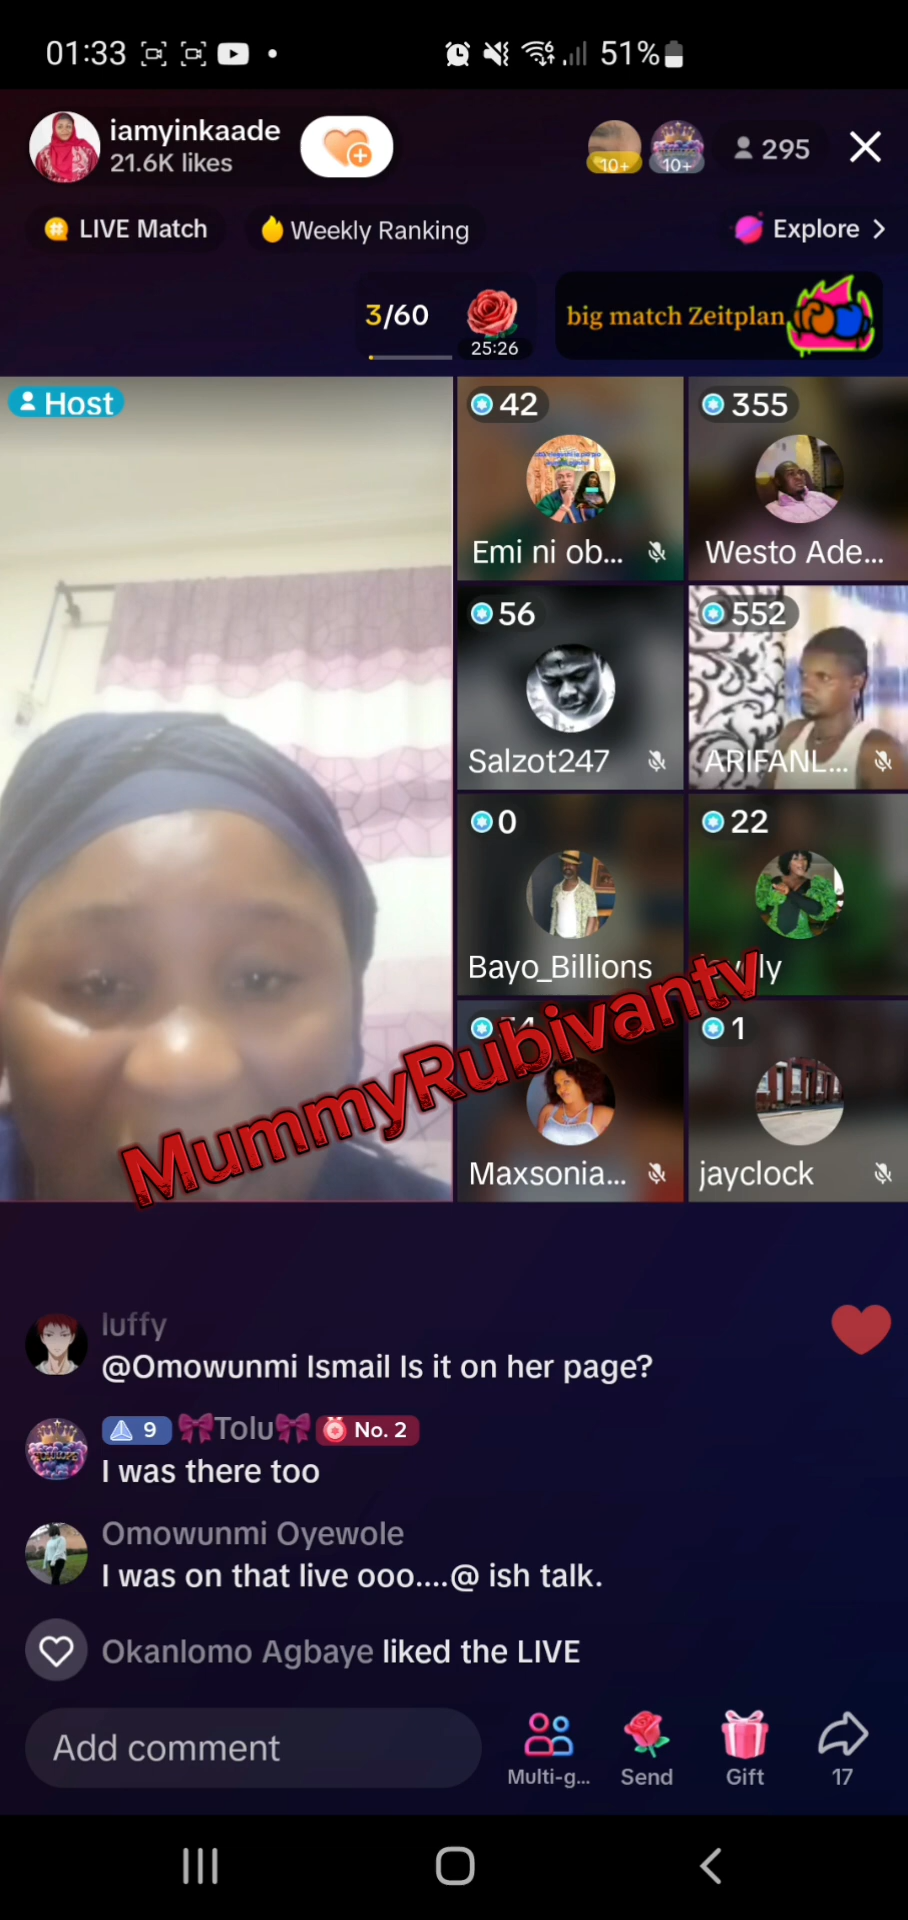 01:33
51%
iamyinkaade
21.6K likes
10+
10+
295
LIVE Match
Weekly Ranking
Explore >
3/60
25:26
big match Zeitplan
Host
42
355
Emi ni ob...
Westo Ade...
56
552
Salzot247
ARIFANL...
0
22
Bayo_Billions
MummyRubivantv
1
Maxsonia...
jayclock
luffy
@Omowunmi Ismail Is it on her page?
9 Tolu No. 2
I was there too
Omowunmi Oyewole
I was on that live ooo....@ ish talk.
Okanlomo Agbaye liked the LIVE
Add comment
Multi-g...
Send
Gift
17